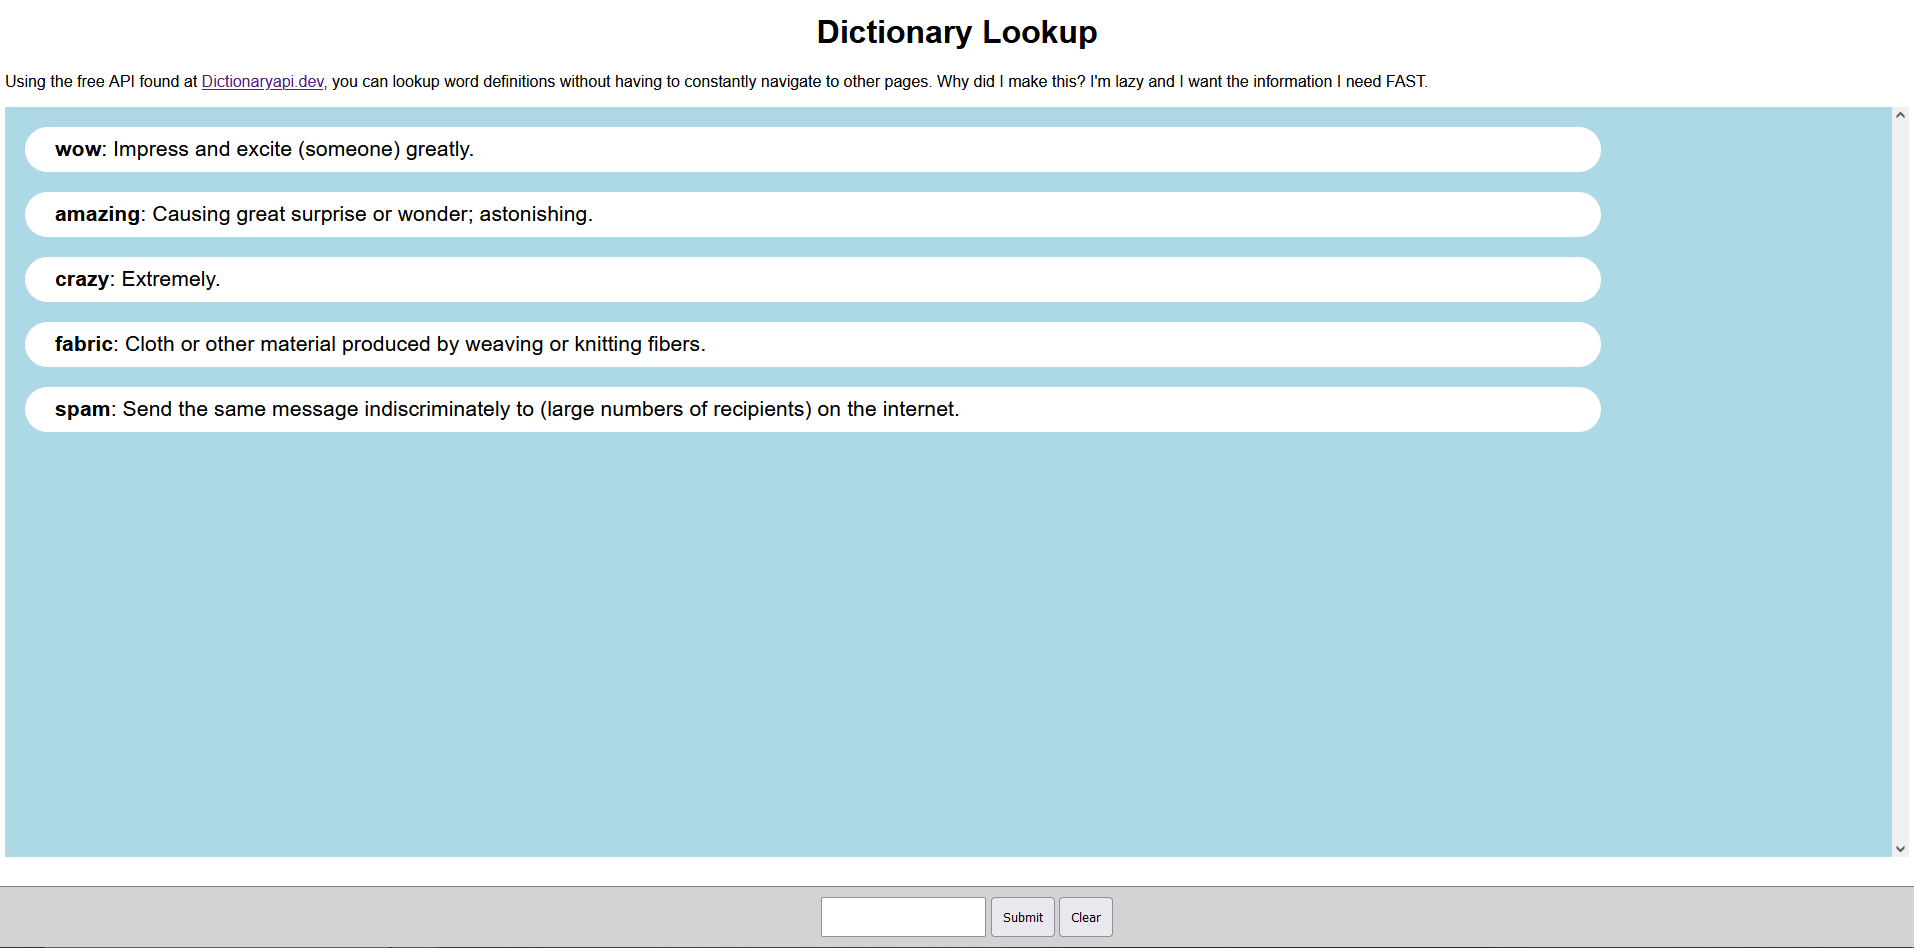 Dictionary Lookup
Using the free API found at Dictionaryapi.dev, you can lookup word definitions without having to constantly navigate to other pages. Why did I make this? I'm lazy and I want the information I need FAST.
wow: Impress and excite (someone) greatly.
amazing: Causing great surprise or wonder; astonishing.
crazy: Extremely.
fabric: Cloth or other material produced by weaving or knitting fibers.
spam: Send the same message indiscriminately to (large numbers of recipients) on the internet.
Submit Clear